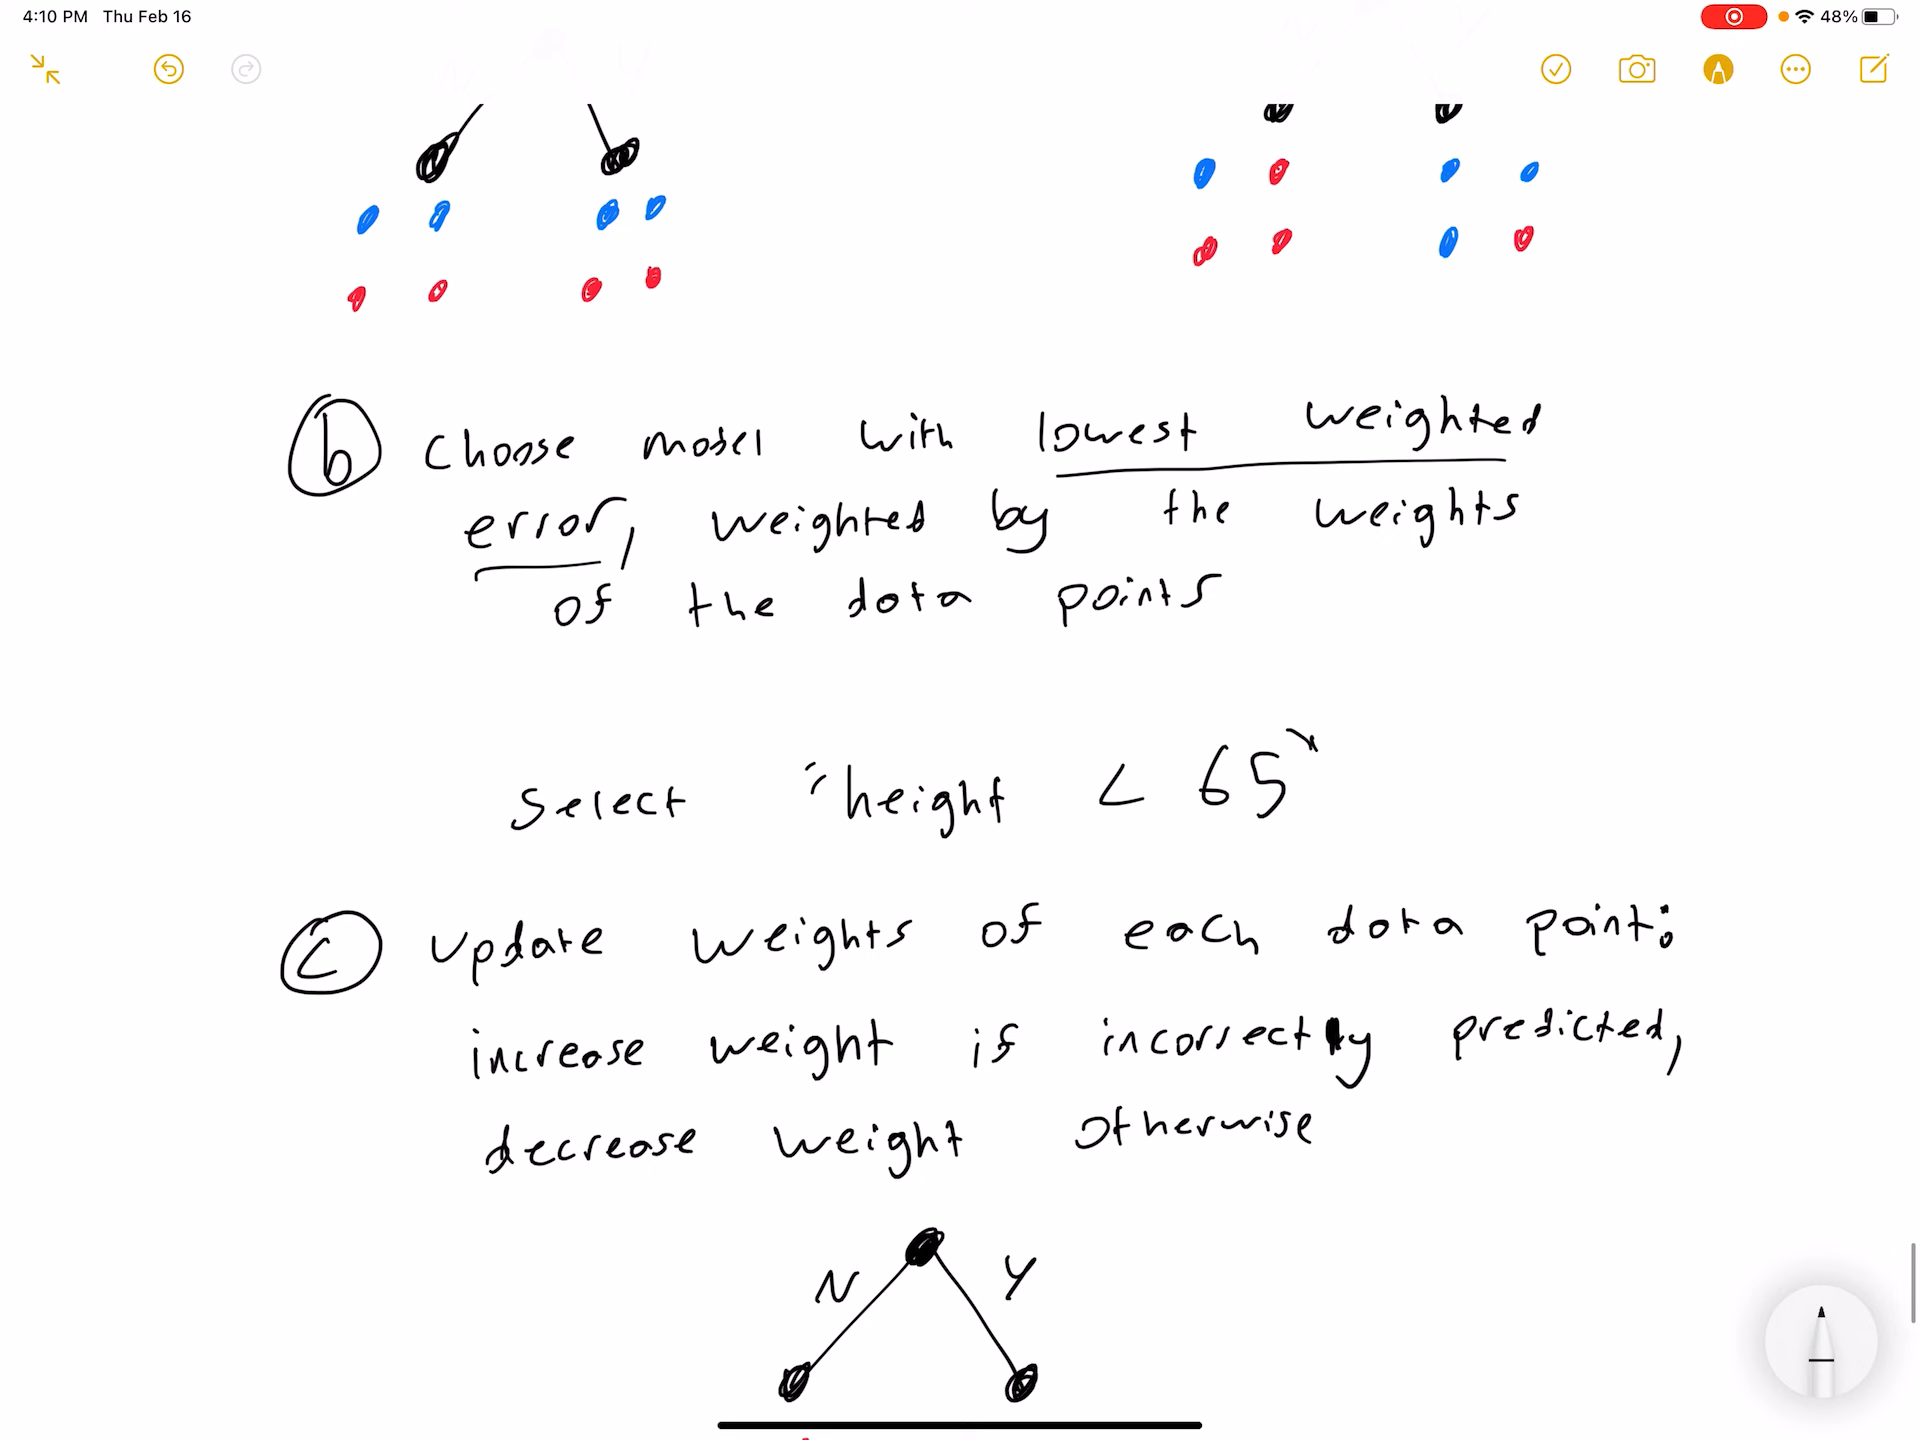 4:10 PM Thu Feb 16
48%
b choose model with lowest weighted
error, weighted by the weights
of the data points
Select "height < 65"
c update weights of each data point:
increase weight if incorrectly predicted,
decrease weight otherwise
N Y